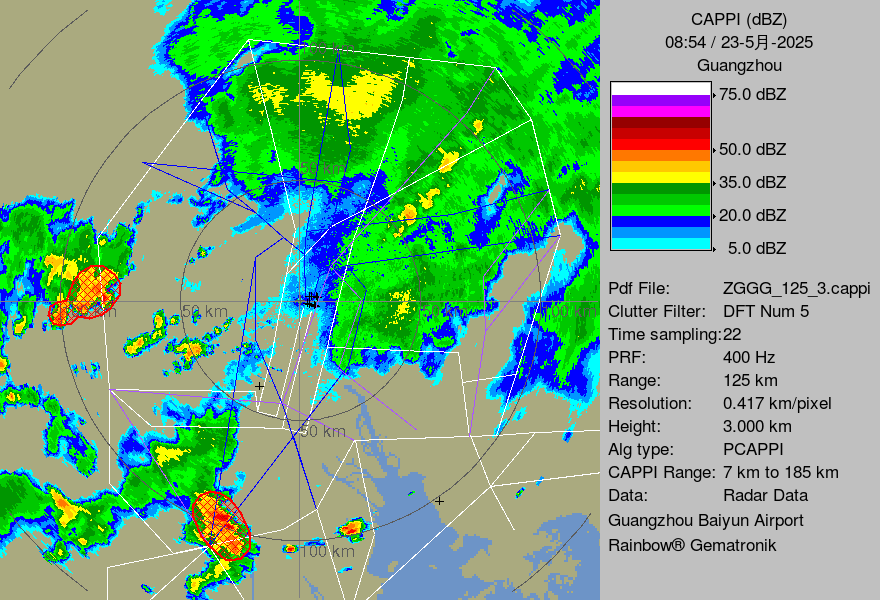 CAPPI (dBZ)
08:54 / 23-5月-2025
Guangzhou
75.0 dBZ
50.0 dBZ
35.0 dBZ
20.0 dBZ
5.0 dBZ
Pdf File: ZGGG_125_3.cappi
Clutter Filter: DFT Num 5
Time sampling:22
PRF: 400 Hz
Range: 125 km
Resolution: 0.417 km/pixel
Height: 3.000 km
Alg type: PCAPPI
CAPPI Range: 7 km to 185 km
Data: Radar Data
Guangzhou Baiyun Airport
Rainbow® Gematronik
50 km
50 km
50 km
100 km